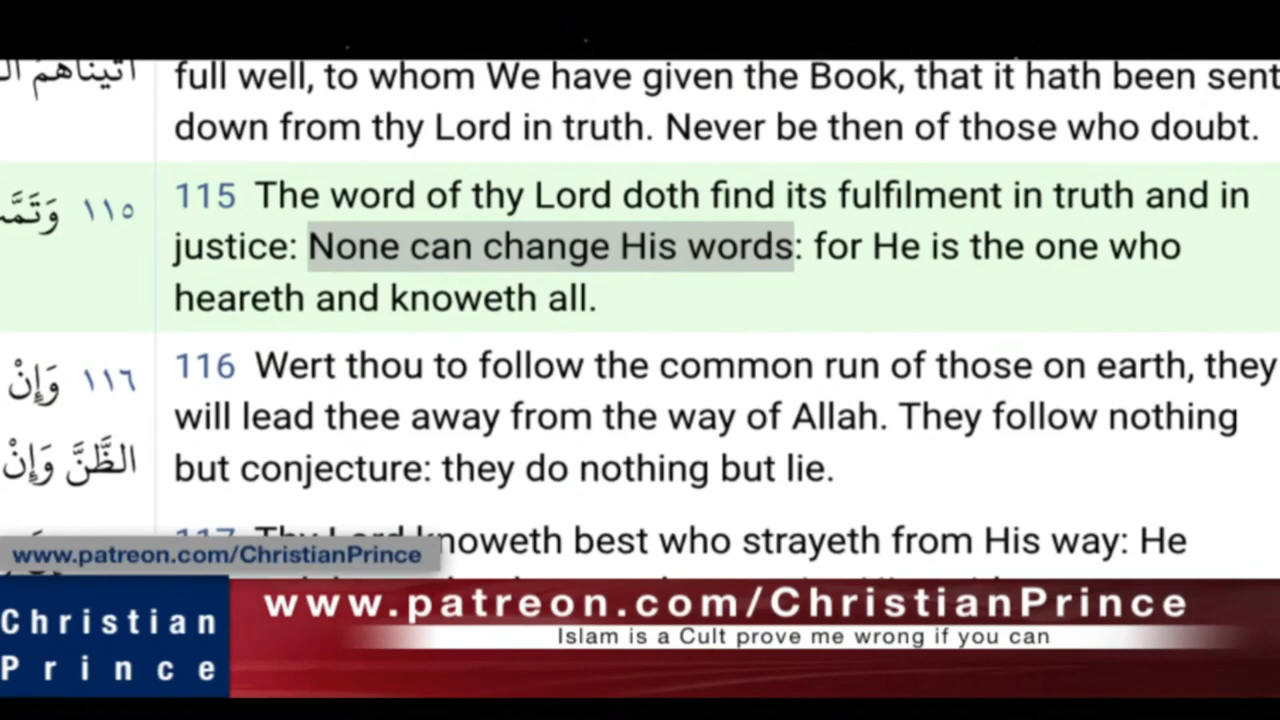 full well, to whom We have given the Book, that it hath been sent
down from thy Lord in truth. Never be then of those who doubt.
١١٥
115 The word of thy Lord doth find its fulfilment in truth and in
justice: None can change His words: for He is the one who
heareth and knoweth all.
١١٦ وَإِنْ
116 Wert thou to follow the common run of those on earth, they
will lead thee away from the way of Allah. They follow nothing
الظَّنَّ وَإِنْ
but conjecture: they do nothing but lie.
117 Thy Lord knoweth best who strayeth from His way: He
www.patreon.com/ChristianPrince
www.patreon.com/ChristianPrince
Islam is a Cult prove me wrong if you can
Christian
Prince